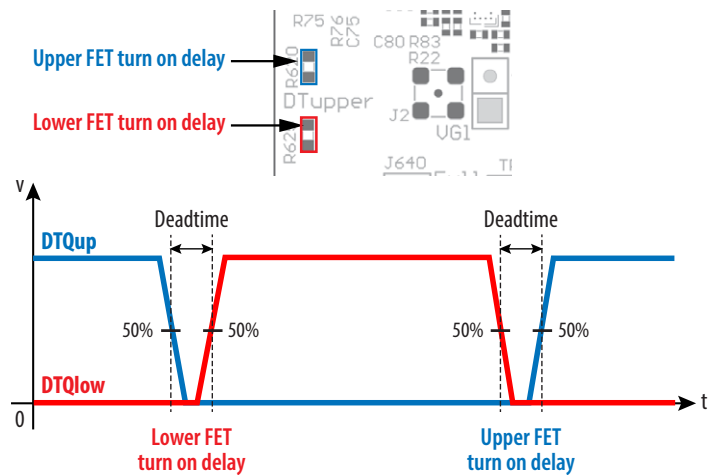 R75
R76
C75
C80 R83
R22
Upper FET turn on delay
DTupper
Lower FET turn on delay
J2
VG1
J640
v
Deadtime
Deadtime
DTQup
50%
50%
50%
50%
DTQlow
0
t
Lower FET
turn on delay
Upper FET
turn on delay